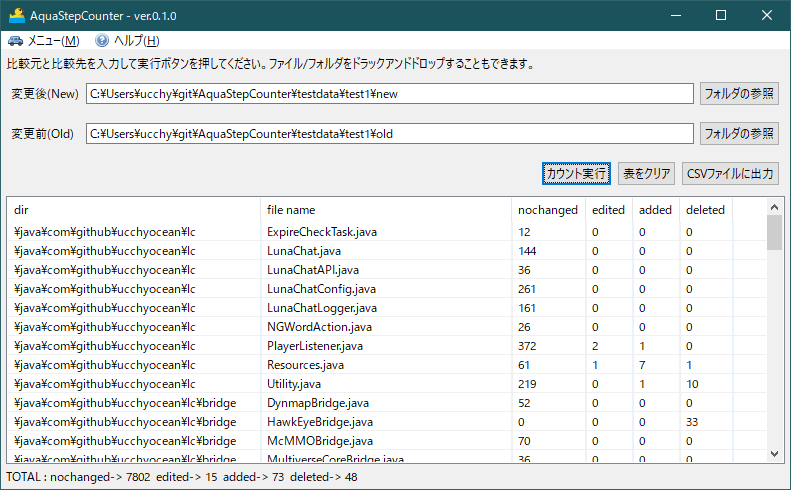 AquaStepCounter - ver.0.1.0
メニュー(M) ヘルプ(H)
比較元と比較先を入力して実行ボタンを押してください。ファイル/フォルダをドラックアンドドロップすることもできます。
変更後(New) C:¥Users¥ucchy¥git¥AquaStepCounter¥testdata¥test1¥new フォルダの参照
変更前(Old) C:¥Users¥ucchy¥git¥AquaStepCounter¥testdata¥test1¥old フォルダの参照
カウント実行 表をクリア CSVファイルに出力
dir file name nochanged edited added deleted
¥java¥com¥github¥ucchyocean¥lc ExpireCheckTask.java 12 0 0 0
¥java¥com¥github¥ucchyocean¥lc LunaChat.java 144 0 0 0
¥java¥com¥github¥ucchyocean¥lc LunaChatAPI.java 36 0 0 0
¥java¥com¥github¥ucchyocean¥lc LunaChatConfig.java 261 0 0 0
¥java¥com¥github¥ucchyocean¥lc LunaChatLogger.java 161 0 0 0
¥java¥com¥github¥ucchyocean¥lc NGWordAction.java 26 0 0 0
¥java¥com¥github¥ucchyocean¥lc PlayerListener.java 372 2 1 0
¥java¥com¥github¥ucchyocean¥lc Resources.java 61 1 7 1
¥java¥com¥github¥ucchyocean¥lc Utility.java 219 0 1 10
¥java¥com¥github¥ucchyocean¥lc¥bridge DynmapBridge.java 52 0 0 0
¥java¥com¥github¥ucchyocean¥lc¥bridge HawkEyeBridge.java 0 0 0 33
¥java¥com¥github¥ucchyocean¥lc¥bridge McMMOBridge.java 70 0 0 0
¥java¥com¥github¥ucchyocean¥lc¥bridge MultiverseCoreBridge.java 36 0 0 0
TOTAL : nochanged-> 7802 edited-> 15 added-> 73 deleted-> 48